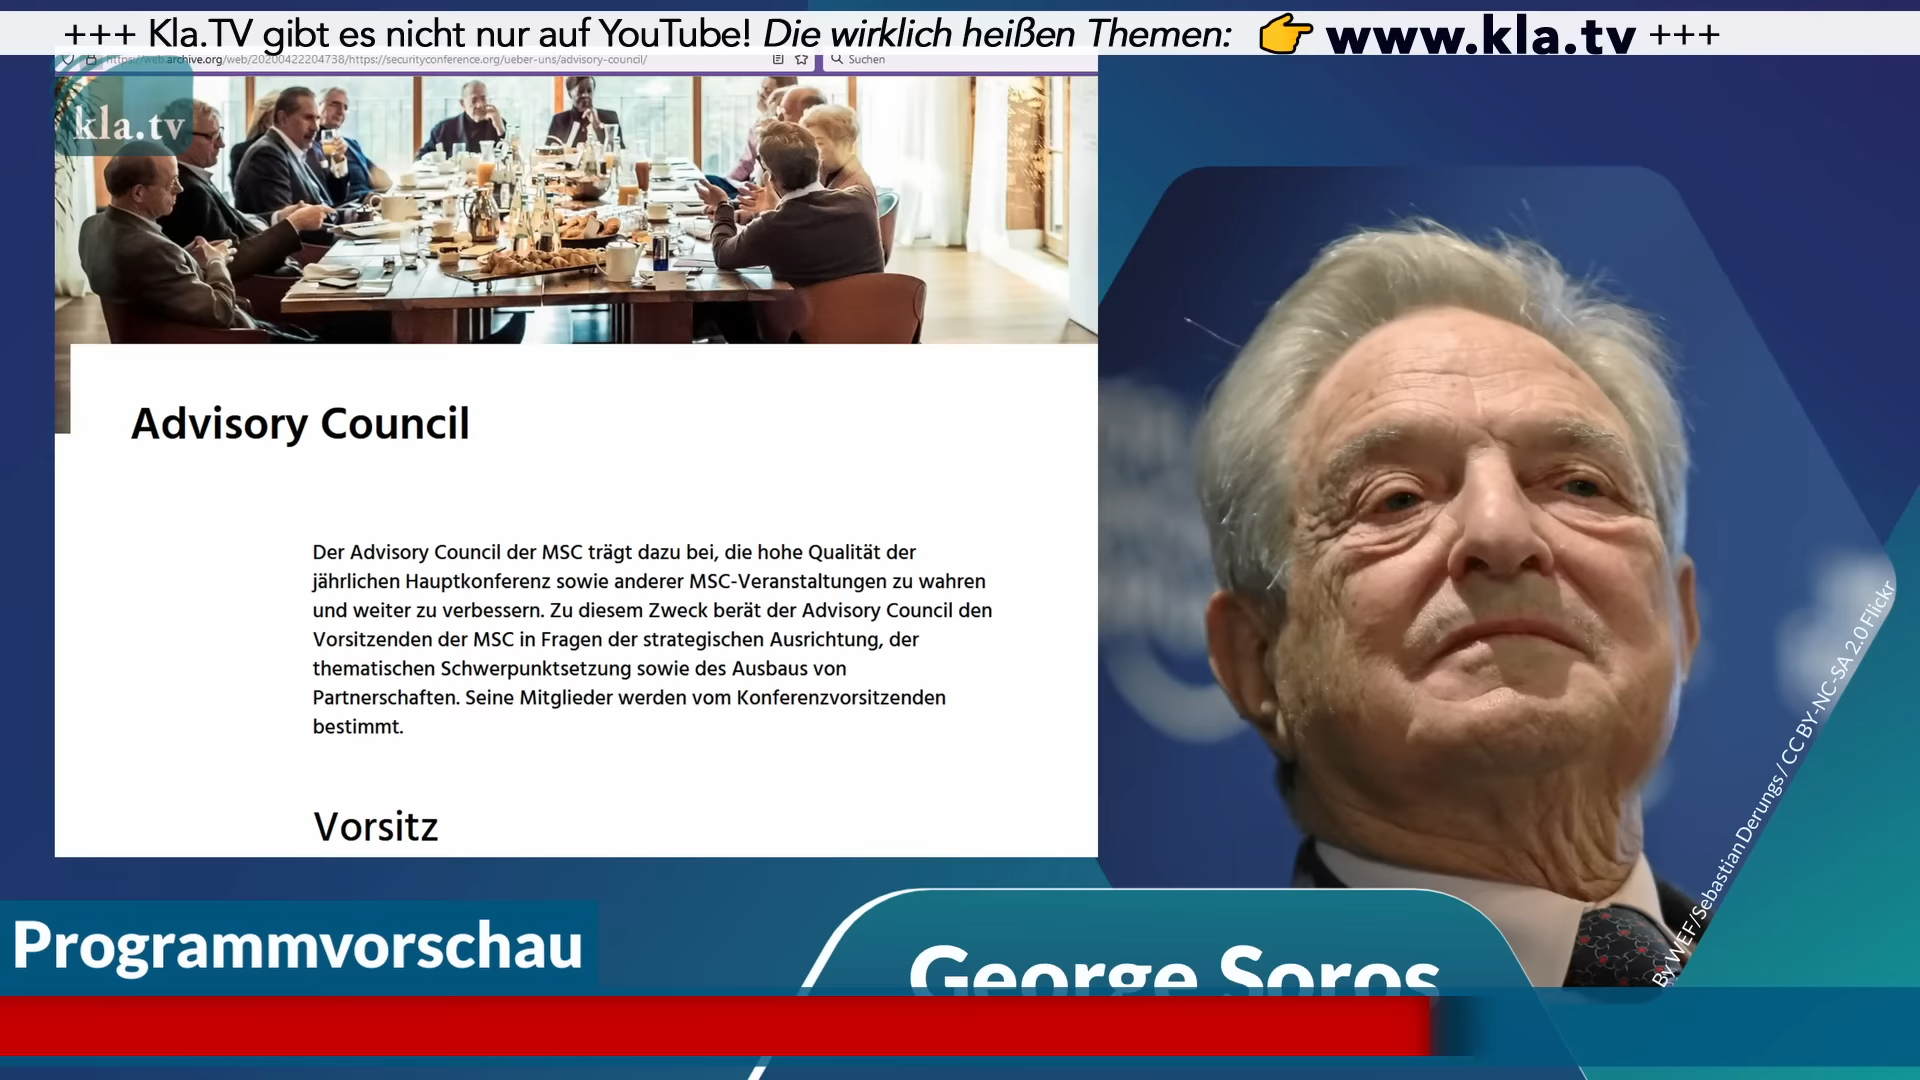 +++ Kla.TV gibt es nicht nur auf YouTube! Die wirklich heißen Themen: 👉 www.kla.tv +++
https://web.archive.org/web/20200422204738/https://securityconference.org/ueber-uns/advisory-council/
Suchen
kla.tv
Advisory Council
Der Advisory Council der MSC trägt dazu bei, die hohe Qualität der
jährlichen Hauptkonferenz sowie anderer MSC-Veranstaltungen zu wahren
und weiter zu verbessern. Zu diesem Zweck berät der Advisory Council den
Vorsitzenden der MSC in Fragen der strategischen Ausrichtung, der
thematischen Schwerpunktsetzung sowie des Ausbaus von
Partnerschaften. Seine Mitglieder werden vom Konferenzvorsitzenden
bestimmt.
Vorsitz
By WEF/Sebastian Derungs / CC BY-NC-SA 2.0 Flickr
Programmvorschau
George Soros